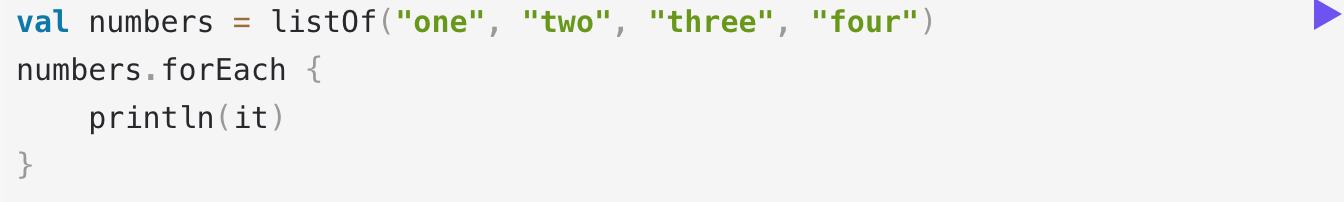 val numbers = listOf("one", "two", "three", "four")
numbers.forEach {
    println(it)
}